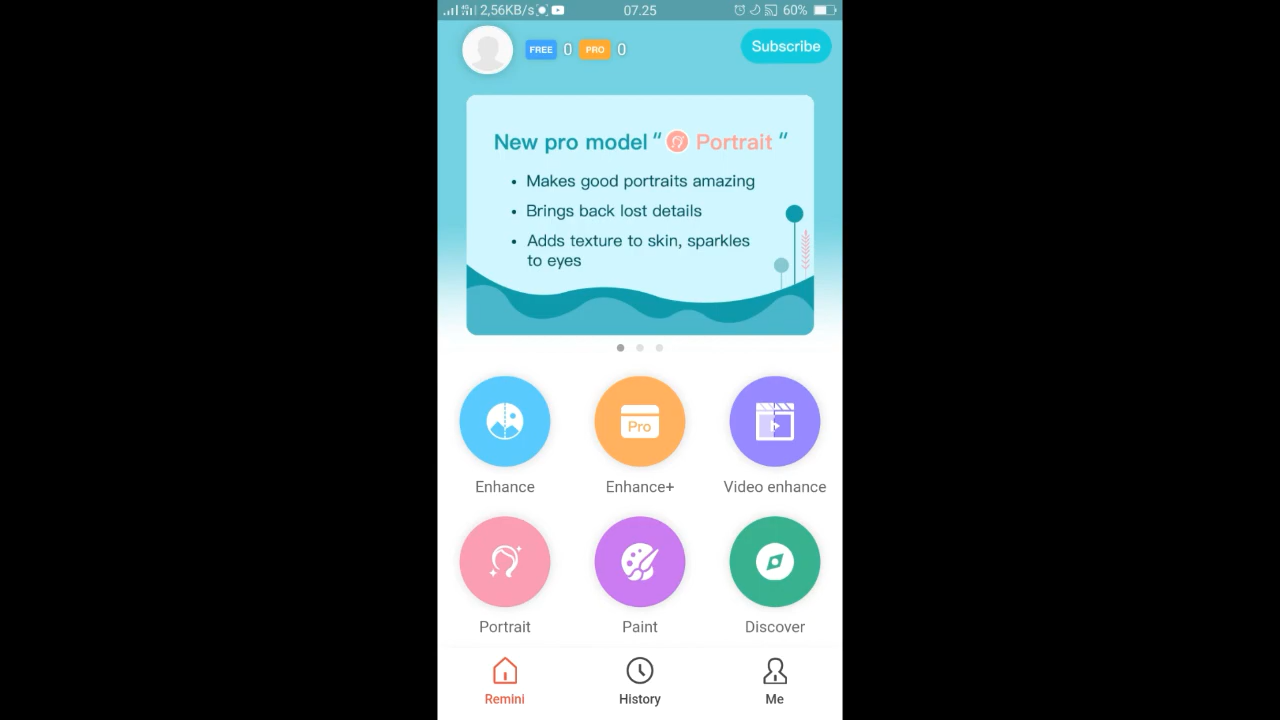 2,56KB/s 07.25 60%
FREE 0 PRO 0 Subscribe
New pro model " Portrait "
• Makes good portraits amazing
• Brings back lost details
• Adds texture to skin, sparkles
to eyes
Pro
Enhance Enhance+ Video enhance
Portrait Paint Discover
Remini History Me